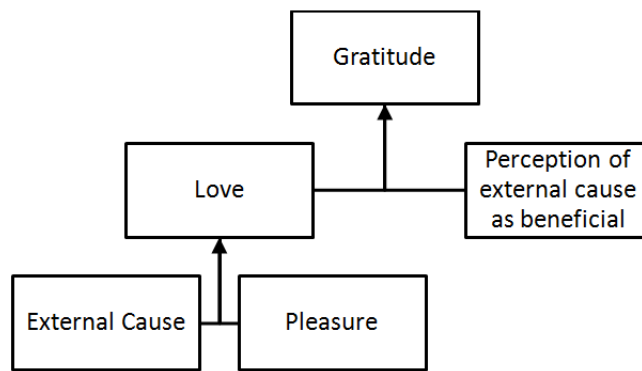 Gratitude
Love
Perception of
external cause
as beneficial
External Cause
Pleasure